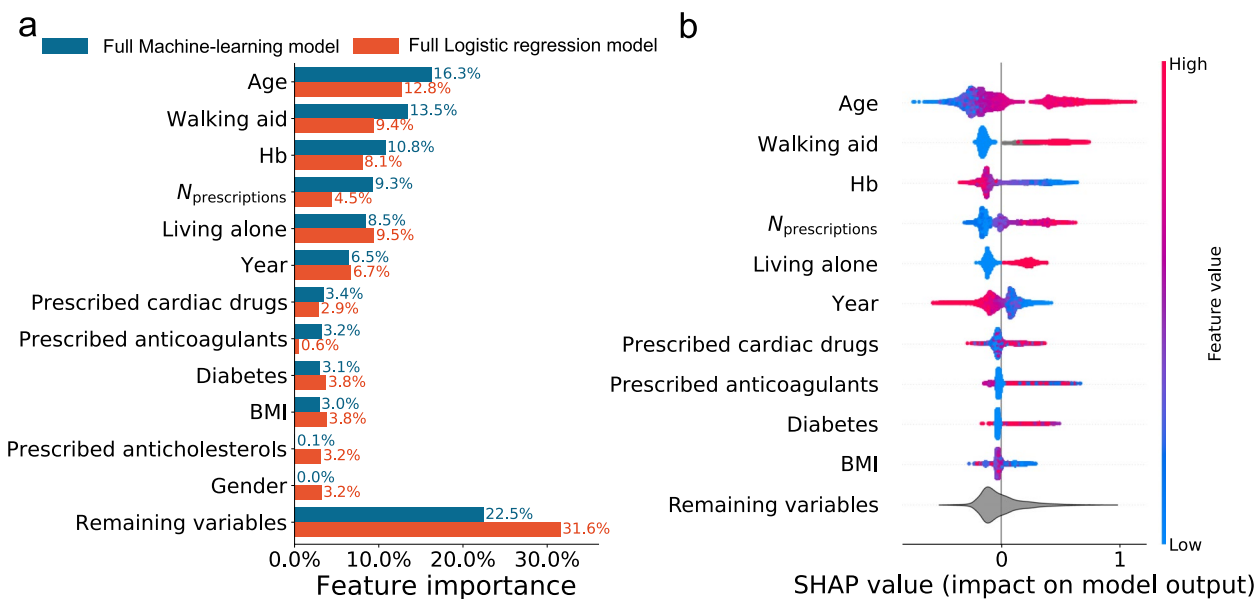 a
Full Machine-learning model Full Logistic regression model
Age 16.3%
12.8%
Walking aid 13.5%
9.4%
Hb 10.8%
8.1%
Nprescriptions 9.3%
4.5%
Living alone 8.5%
9.5%
Year 6.5%
6.7%
Prescribed cardiac drugs 3.4%
2.9%
Prescribed anticoagulants 3.2%
0.6%
Diabetes 3.1%
3.8%
BMI 3.0%
3.8%
Prescribed anticholesterols 0.1%
3.2%
Gender 0.0%
3.2%
Remaining variables 22.5%
31.6%
0.0% 10.0% 20.0% 30.0%
Feature importance
b
High
Age
Walking aid
Hb
Nprescriptions
Living alone
Year
Prescribed cardiac drugs
Prescribed anticoagulants
Diabetes
BMI
Remaining variables
Low
Feature value
0 1
SHAP value (impact on model output)